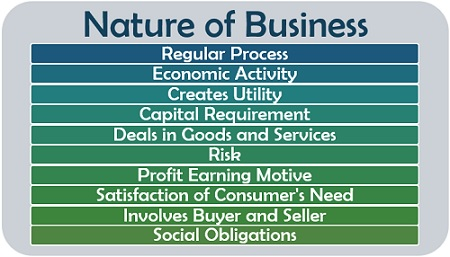 Nature of Business
Regular Process
Economic Activity
Creates Utility
Capital Requirement
Deals in Goods and Services
Risk
Profit Earning Motive
Satisfaction of Consumer's Need
Involves Buyer and Seller
Social Obligations